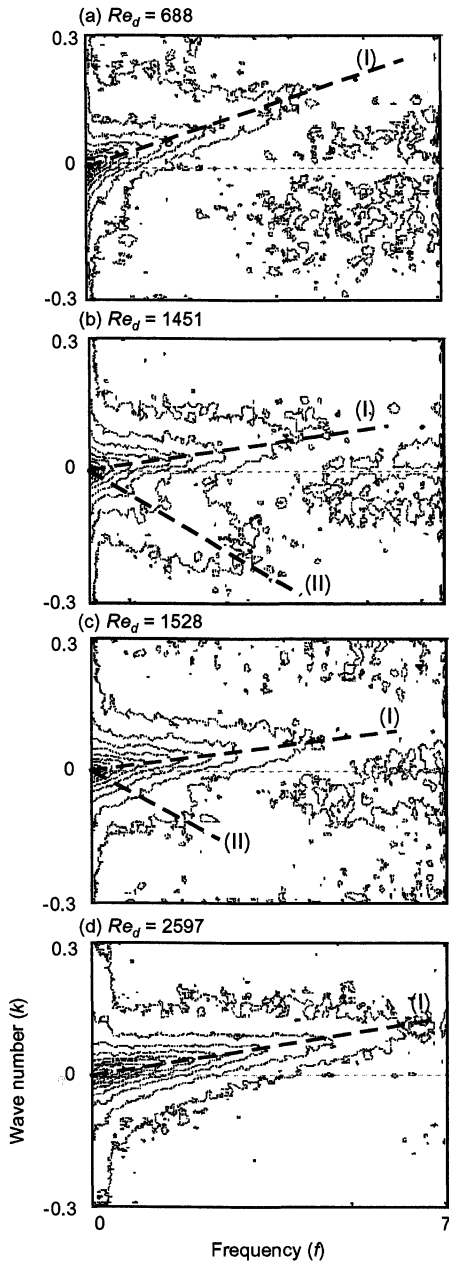 (a) Re_d = 688
0.3
(I)
0
-0.3
(b) Re_d = 1451
0.3
(I)
0
(II)
-0.3
(c) Re_d = 1528
0.3
(I)
0
(II)
-0.3
(d) Re_d = 2597
0.3
(I)
0
-0.3
Wave number (k)
0 7
Frequency (f)